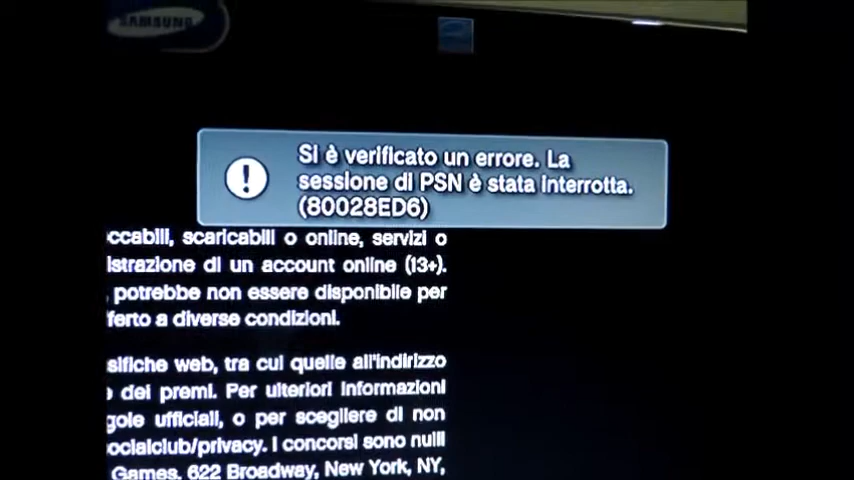 SAMSUNG
Si è verificato un errore. La
sessione di PSN è stata interrotta.
(80028ED6)
ccabili, scaricabili o online, servizi o
istrazione di un account online (13+).
, potrebbe non essere disponibile per
fferto a diverse condizioni.
sifiche web, tra cui quelle all'indirizzo
e dei premi. Per ulteriori informazioni
gole ufficiali, o per scegliere di non
ocialclub/privacy. I concorsi sono nulli
Games, 622 Broadway, New York, NY,